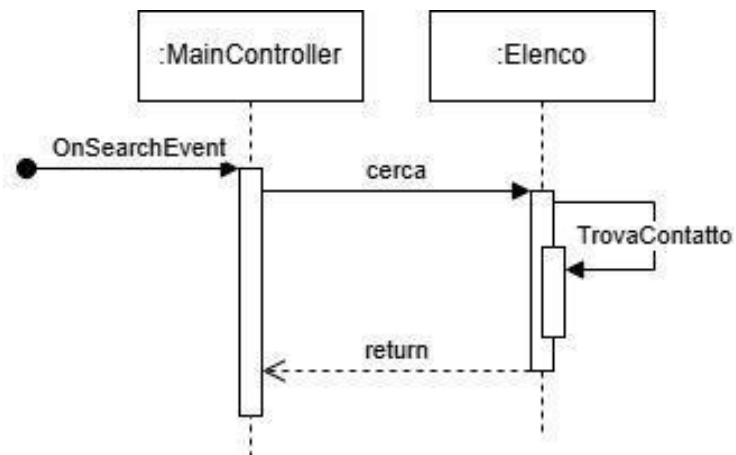 :MainController
:Elenco
OnSearchEvent
cerca
TrovaContatto
return